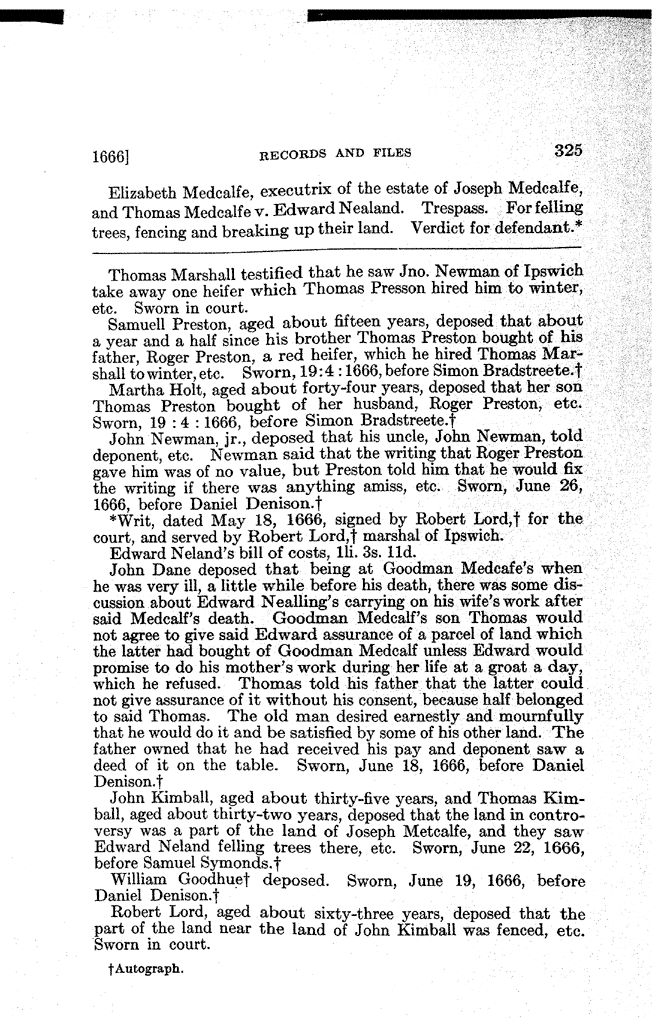 1666] RECORDS AND FILES 325
Elizabeth Medcalfe, executrix of the estate of Joseph Medcalfe,
and Thomas Medcalfe v. Edward Nealand. Trespass. For felling
trees, fencing and breaking up their land. Verdict for defendant.*
Thomas Marshall testified that he saw Jno. Newman of Ipswich
take away one heifer which Thomas Presson hired him to winter,
etc. Sworn in court.
Samuell Preston, aged about fifteen years, deposed that about
a year and a half since his brother Thomas Preston bought of his
father, Roger Preston, a red heifer, which he hired Thomas Mar-
shall to winter, etc. Sworn, 19:4:1666, before Simon Bradstreete.†
Martha Holt, aged about forty-four years, deposed that her son
Thomas Preston bought of her husband, Roger Preston, etc.
Sworn, 19 : 4 : 1666, before Simon Bradstreete.†
John Newman, jr., deposed that his uncle, John Newman, told
deponent, etc. Newman said that the writing that Roger Preston
gave him was of no value, but Preston told him that he would fix
the writing if there was anything amiss, etc. Sworn, June 26,
1666, before Daniel Denison.†
*Writ, dated May 18, 1666, signed by Robert Lord,† for the
court, and served by Robert Lord,† marshal of Ipswich.
Edward Neland's bill of costs, 1li. 3s. 11d.
John Dane deposed that being at Goodman Medcafe's when
he was very ill, a little while before his death, there was some dis-
cussion about Edward Nealling's carrying on his wife's work after
said Medcalf's death. Goodman Medcalf's son Thomas would
not agree to give said Edward assurance of a parcel of land which
the latter had bought of Goodman Medcalf unless Edward would
promise to do his mother's work during her life at a groat a day,
which he refused. Thomas told his father that the latter could
not give assurance of it without his consent, because half belonged
to said Thomas. The old man desired earnestly and mournfully
that he would do it and be satisfied by some of his other land. The
father owned that he had received his pay and deponent saw a
deed of it on the table. Sworn, June 18, 1666, before Daniel
Denison.†
John Kimball, aged about thirty-five years, and Thomas Kim-
ball, aged about thirty-two years, deposed that the land in contro-
versy was a part of the land of Joseph Metcalfe, and they saw
Edward Neland felling trees there, etc. Sworn, June 22, 1666,
before Samuel Symonds.†
William Goodhue† deposed. Sworn, June 19, 1666, before
Daniel Denison.†
Robert Lord, aged about sixty-three years, deposed that the
part of the land near the land of John Kimball was fenced, etc.
Sworn in court.
†Autograph.